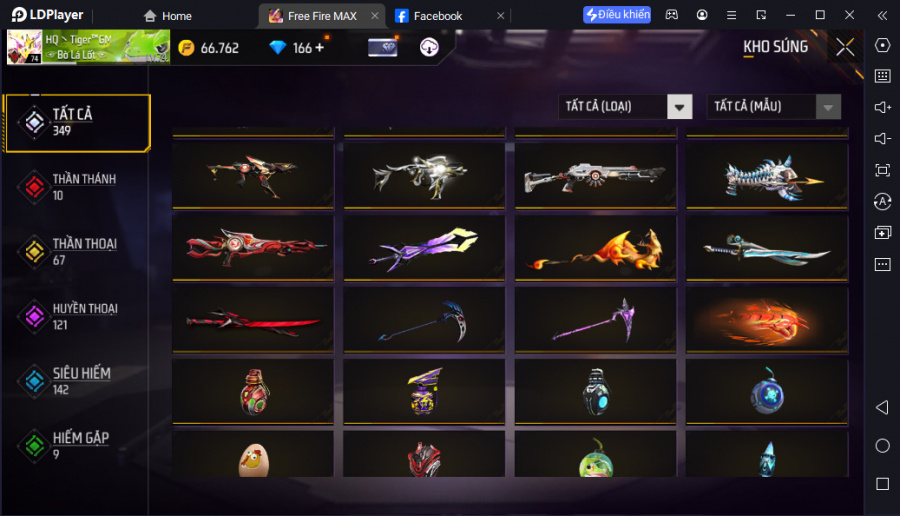 LDPlayer
Home
Free Fire MAX
Facebook
Điều khiển
HQ丶Tiger™GM
Bò Lá Lốt
74
66.762
166 +
KHO SÚNG
TẤT CẢ
349
TẤT CẢ (LOẠI)
TẤT CẢ (MẪU)
THẦN THÁNH
10
THẦN THOẠI
67
HUYỀN THOẠI
121
SIÊU HIẾM
142
HIẾM GẶP
9